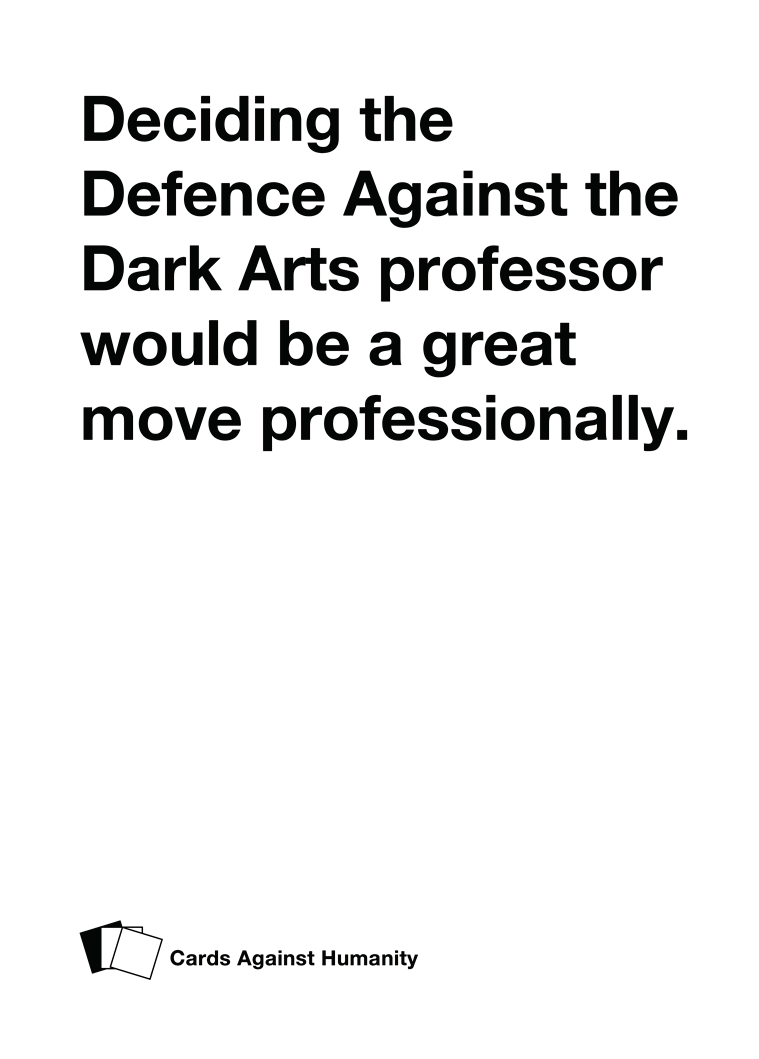 Deciding the
Defence Against the
Dark Arts professor
would be a great
move professionally.
Cards Against Humanity